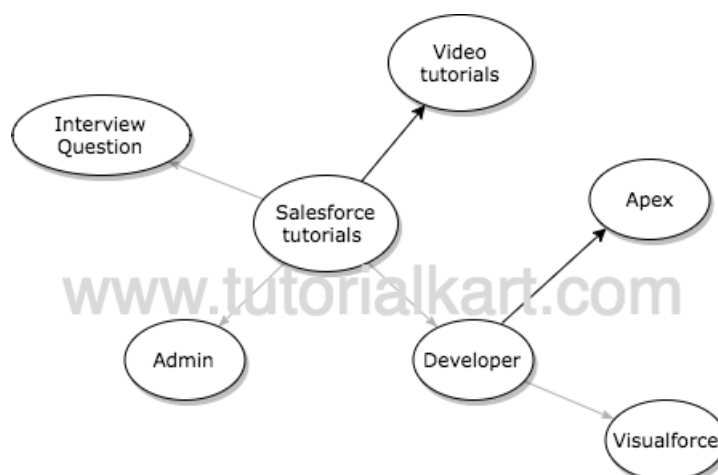 Video
tutorials
Interview
Question
Salesforce
tutorials
Apex
www.tutorialkart.com
Admin
Developer
Visualforce